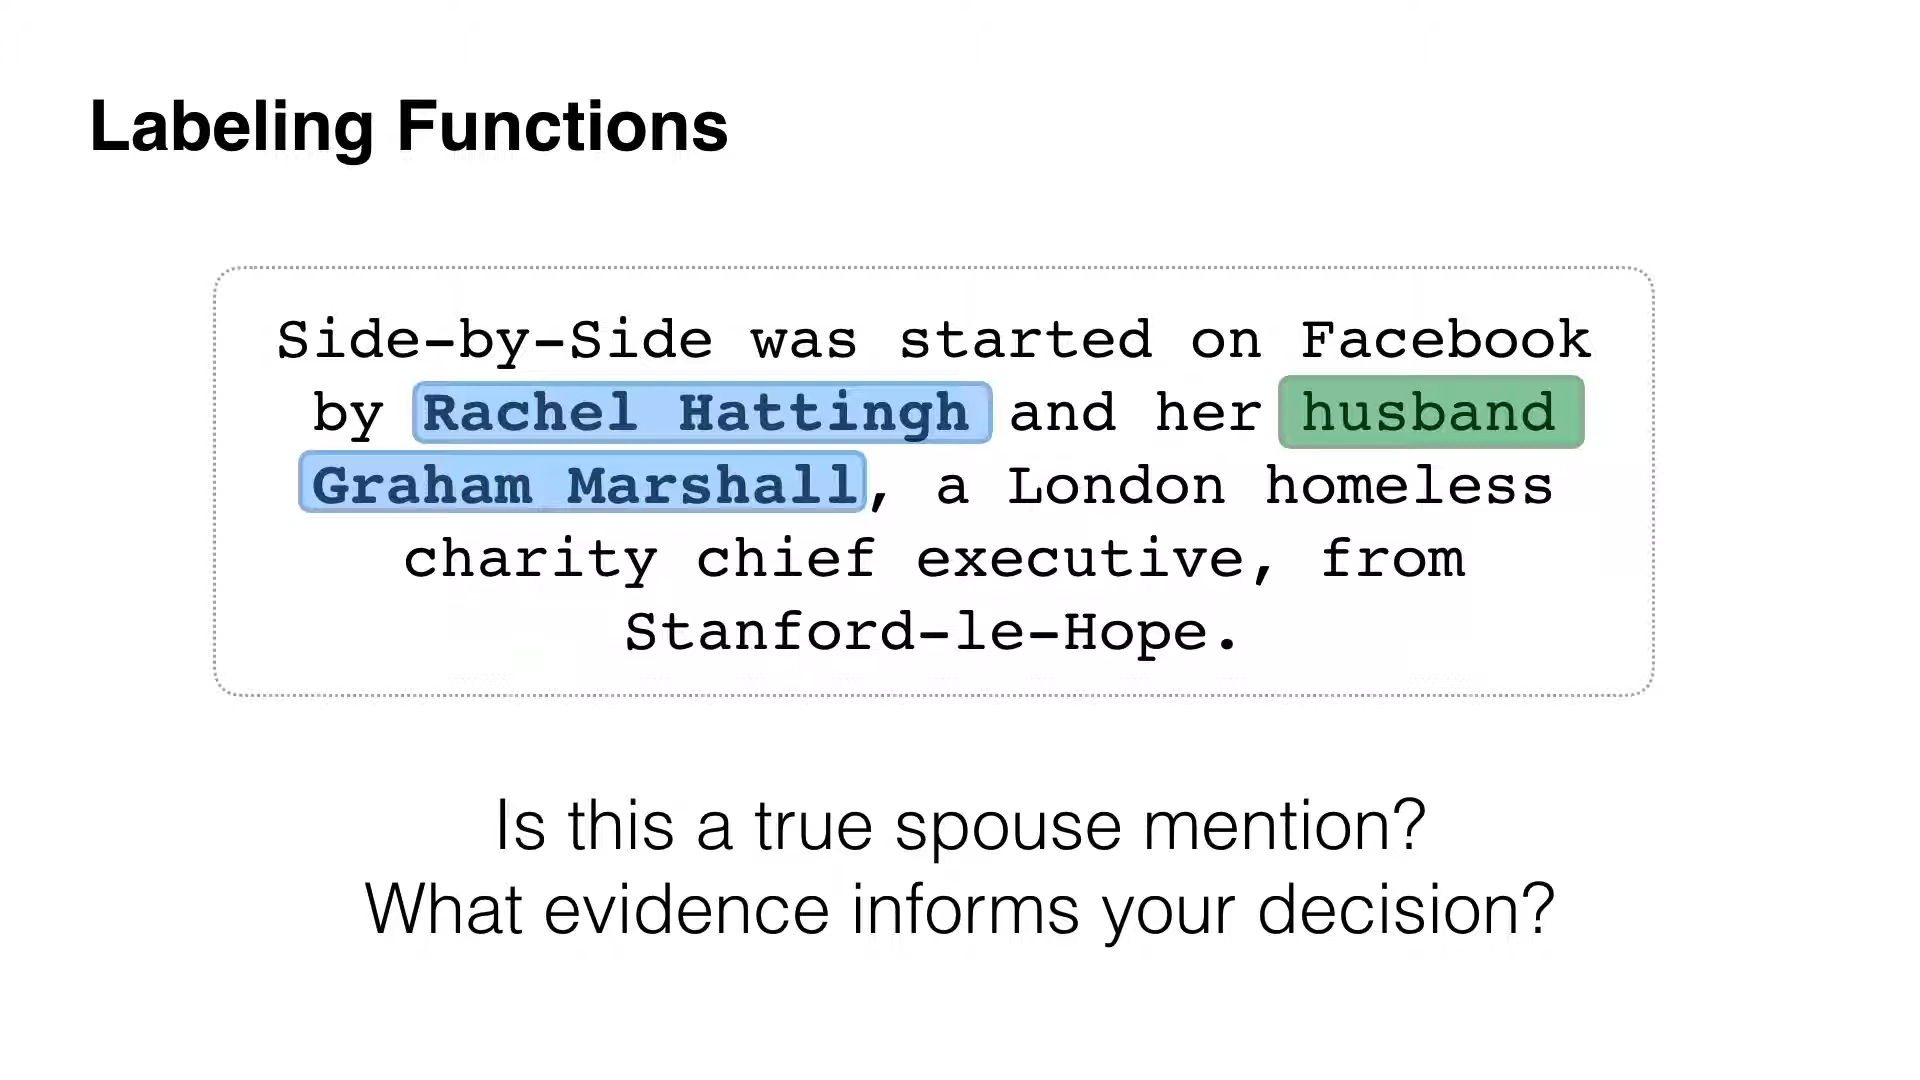 Labeling Functions
Side-by-Side was started on Facebook
by Rachel Hattingh and her husband
Graham Marshall, a London homeless
charity chief executive, from
Stanford-le-Hope.
Is this a true spouse mention?
What evidence informs your decision?